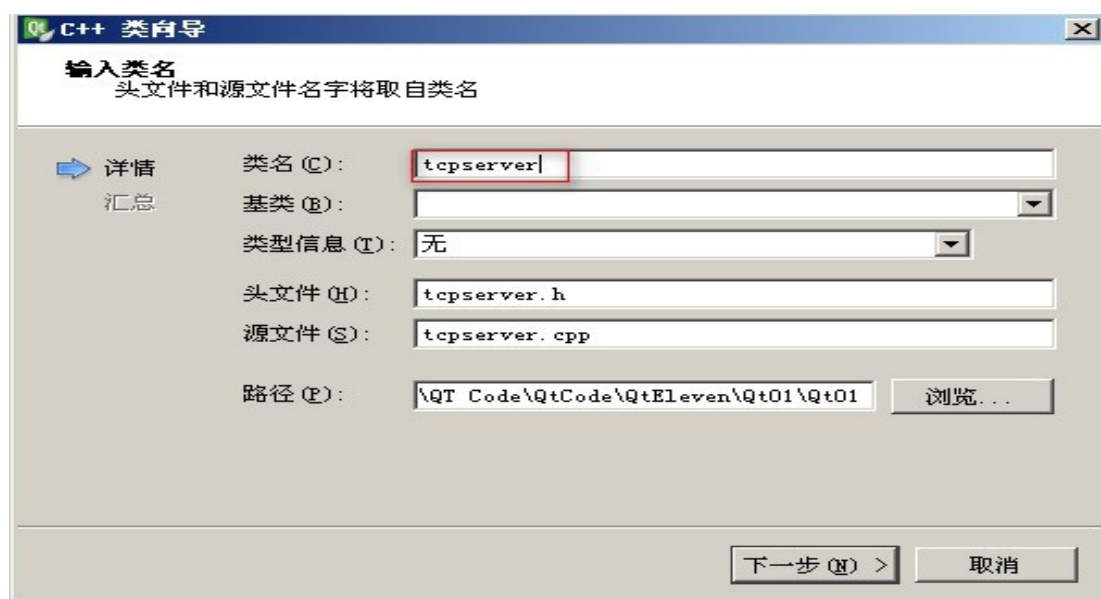 C++ 类向导
输入类名
头文件和源文件名字将取自类名
详情
汇总
类名(C): tcpserver
基类(B):
类型信息(T): 无
头文件(H): tcpserver.h
源文件(S): tcpserver.cpp
路径(P): \QT Code\QtCode\QtEleven\Qt01\Qt01 浏览...
下一步(N) > 取消